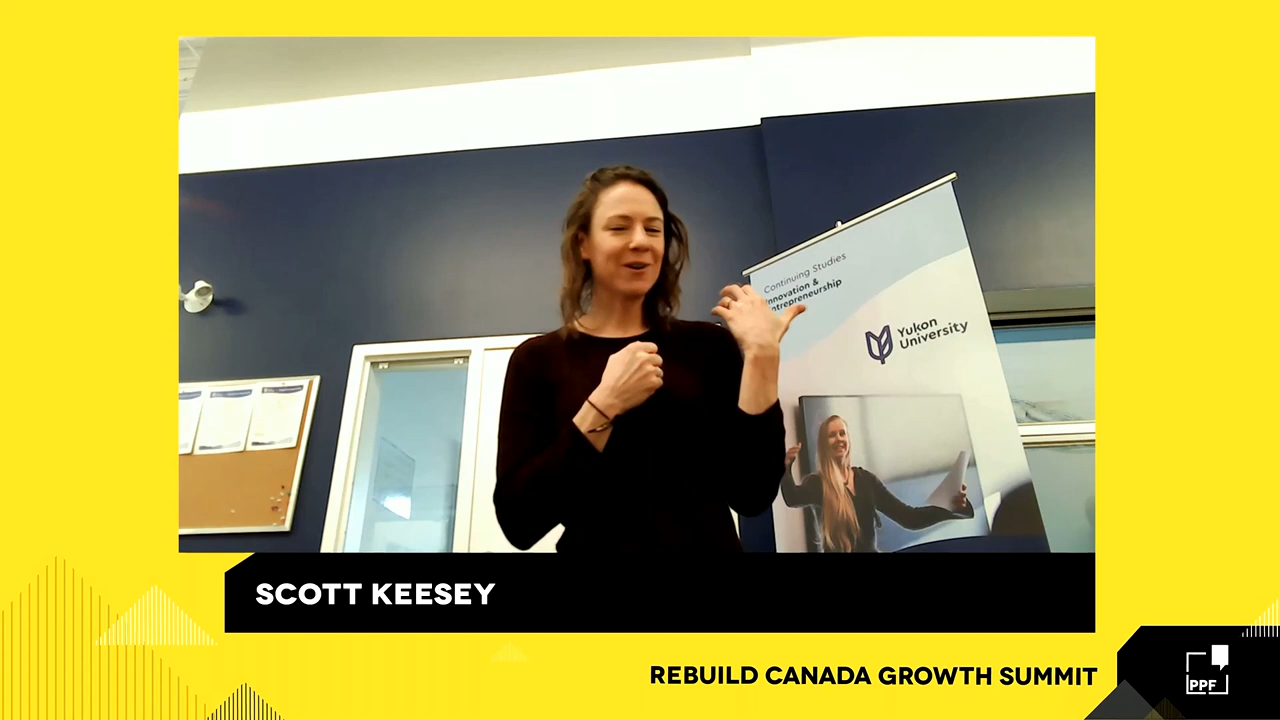 Continuing Studies
Innovation &
Entrepreneurship
Yukon
University
SCOTT KEESEY
REBUILD CANADA GROWTH SUMMIT
PPF